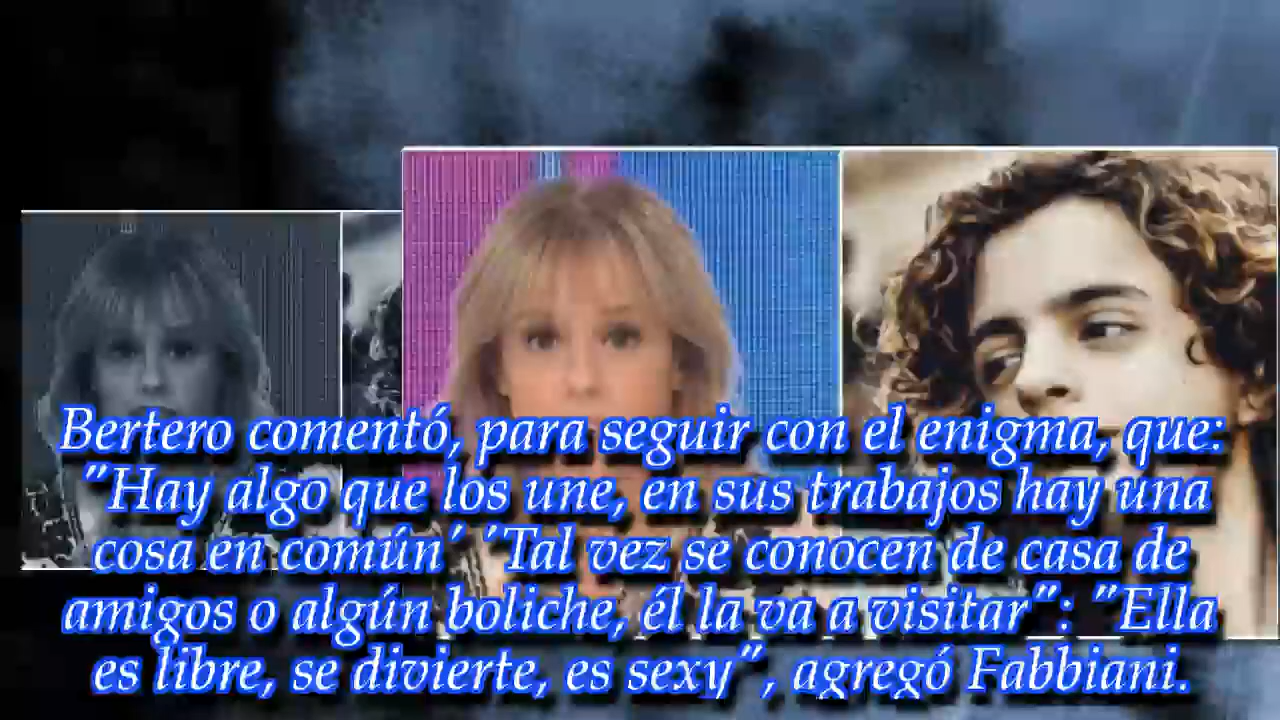 Bertero comentó, para seguir con el enigma, que:
"Hay algo que los une, en sus trabajos hay una
cosa en común´ ´Tal vez se conocen de casa de
amigos o algún boliche, él la va a visitar": "Ella
es libre, se divierte, es sexy", agregó Fabbiani.